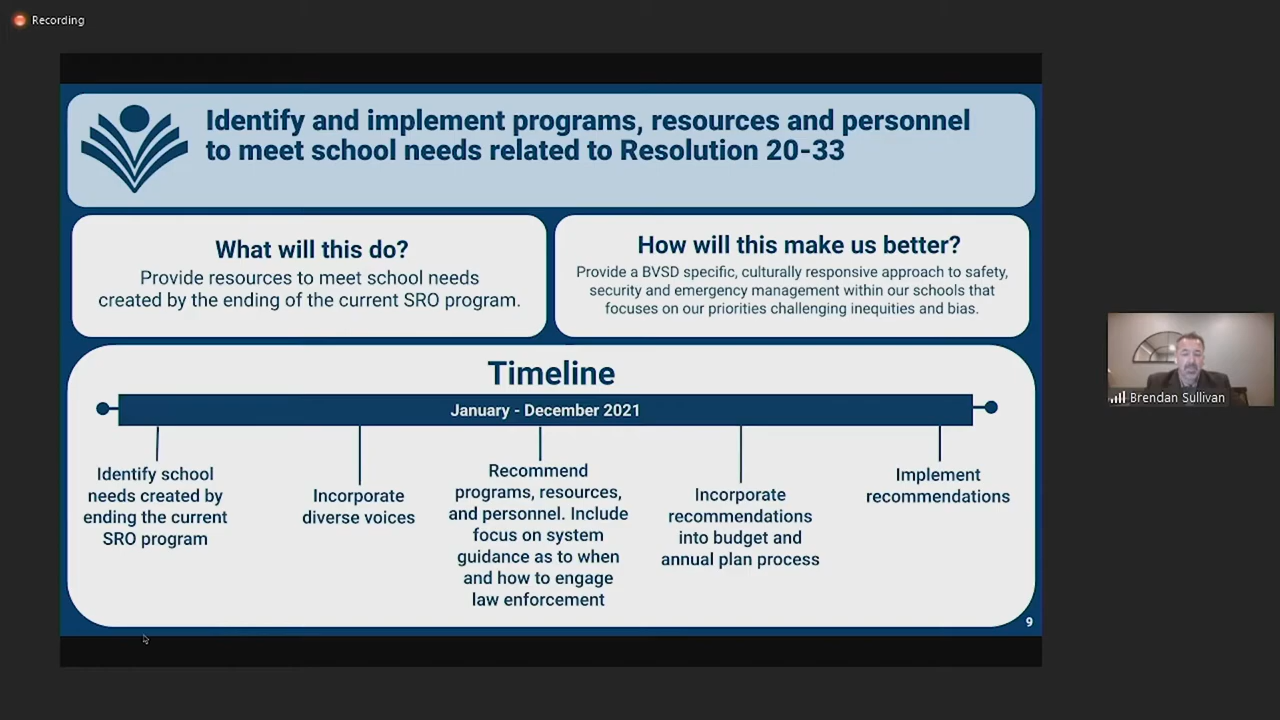 Recording
Identify and implement programs, resources and personnel
to meet school needs related to Resolution 20-33
What will this do?
Provide resources to meet school needs
created by the ending of the current SRO program.
How will this make us better?
Provide a BVSD specific, culturally responsive approach to safety,
security and emergency management within our schools that
focuses on our priorities challenging inequities and bias.
Timeline
January - December 2021
Identify school
needs created by
ending the current
SRO program
Incorporate
diverse voices
Recommend
programs, resources,
and personnel. Include
focus on system
guidance as to when
and how to engage
law enforcement
Incorporate
recommendations
into budget and
annual plan process
Implement
recommendations
9
Brendan Sullivan